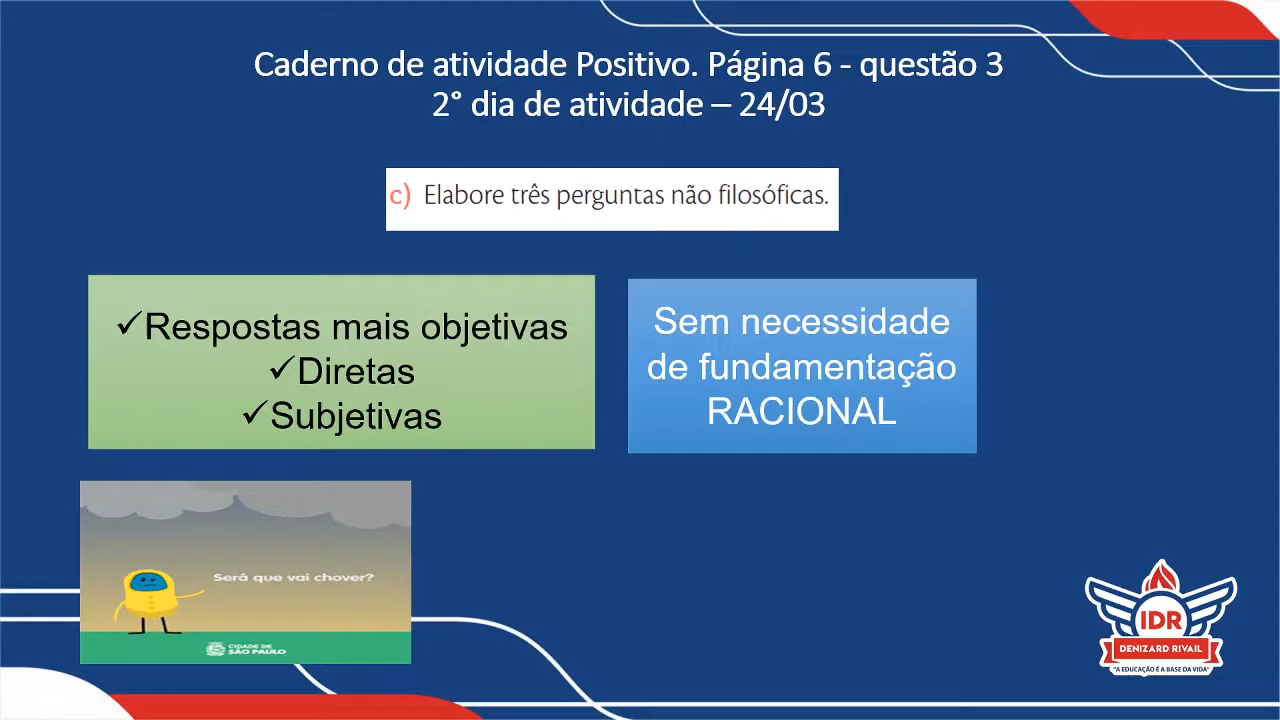 Caderno de atividade Positivo. Página 6 - questão 3
2° dia de atividade – 24/03
c) Elabore três perguntas não filosóficas.
✓Respostas mais objetivas
✓Diretas
✓Subjetivas
Sem necessidade
de fundamentação
RACIONAL
Será que vai chover?
CIDADE DE
SÃO PAULO
IDR
DENIZARD RIVAIL
"A EDUCAÇÃO É A BASE DA VIDA"